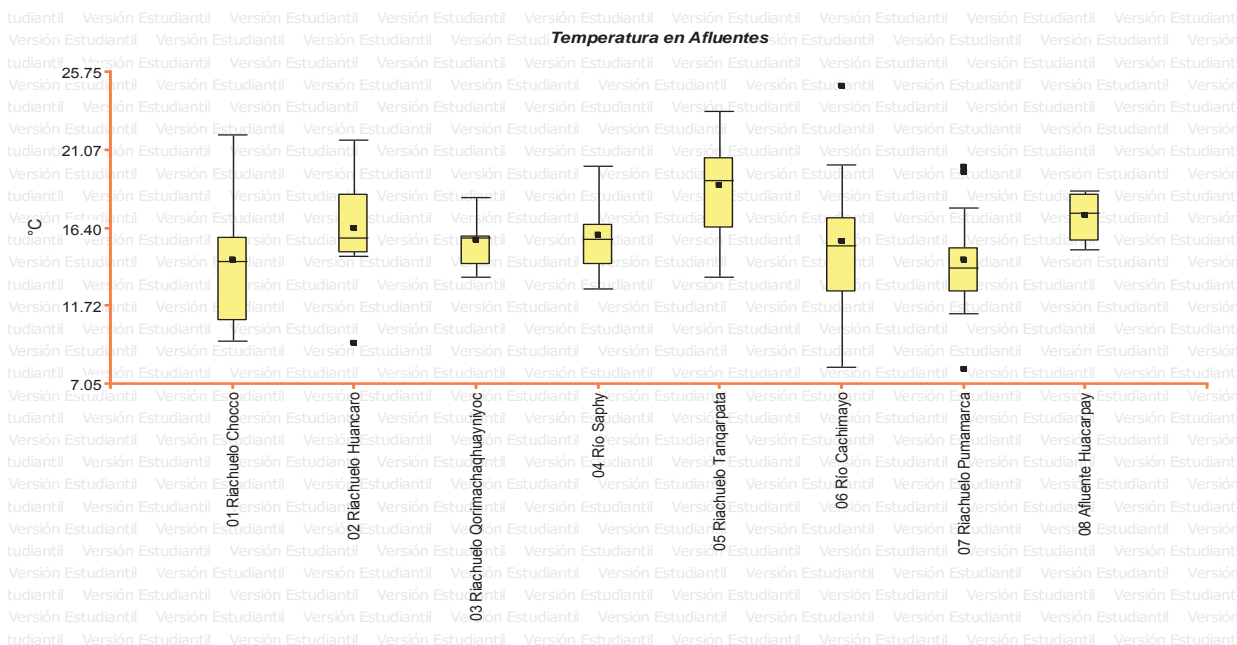 Temperatura en Afluentes
25.75
21.07
16.40
11.72
7.05
°C
01 Riachuelo Chocco
02 Riachuelo Huancaro
03 Riachuelo Qorimachaqhuayniyoc
04 Río Saphy
05 Riachuelo Tanqarpata
06 Río Cachimayo
07 Riachuelo Pumamarca
08 Afluente Huacarpay
Versión Estudiantil